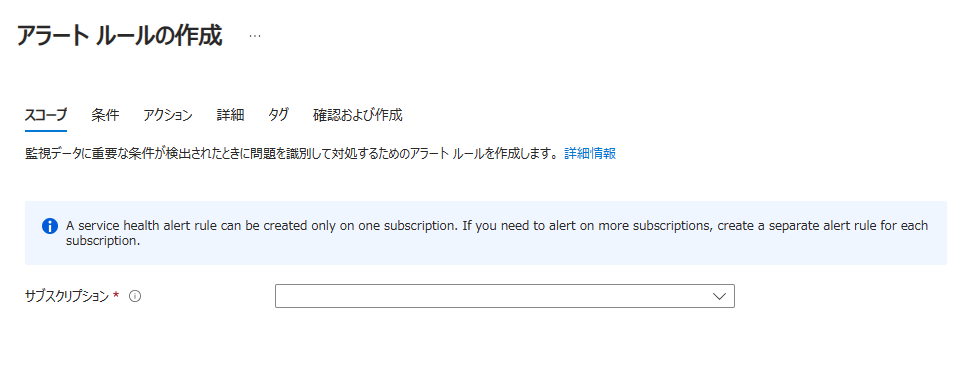 アラート ルールの作成 …
スコープ 条件 アクション 詳細 タグ 確認および作成
監視データに重要な条件が検出されたときに問題を識別して対処するためのアラート ルールを作成します。 詳細情報
A service health alert rule can be created only on one subscription. If you need to alert on more subscriptions, create a separate alert rule for each
subscription.
サブスクリプション *